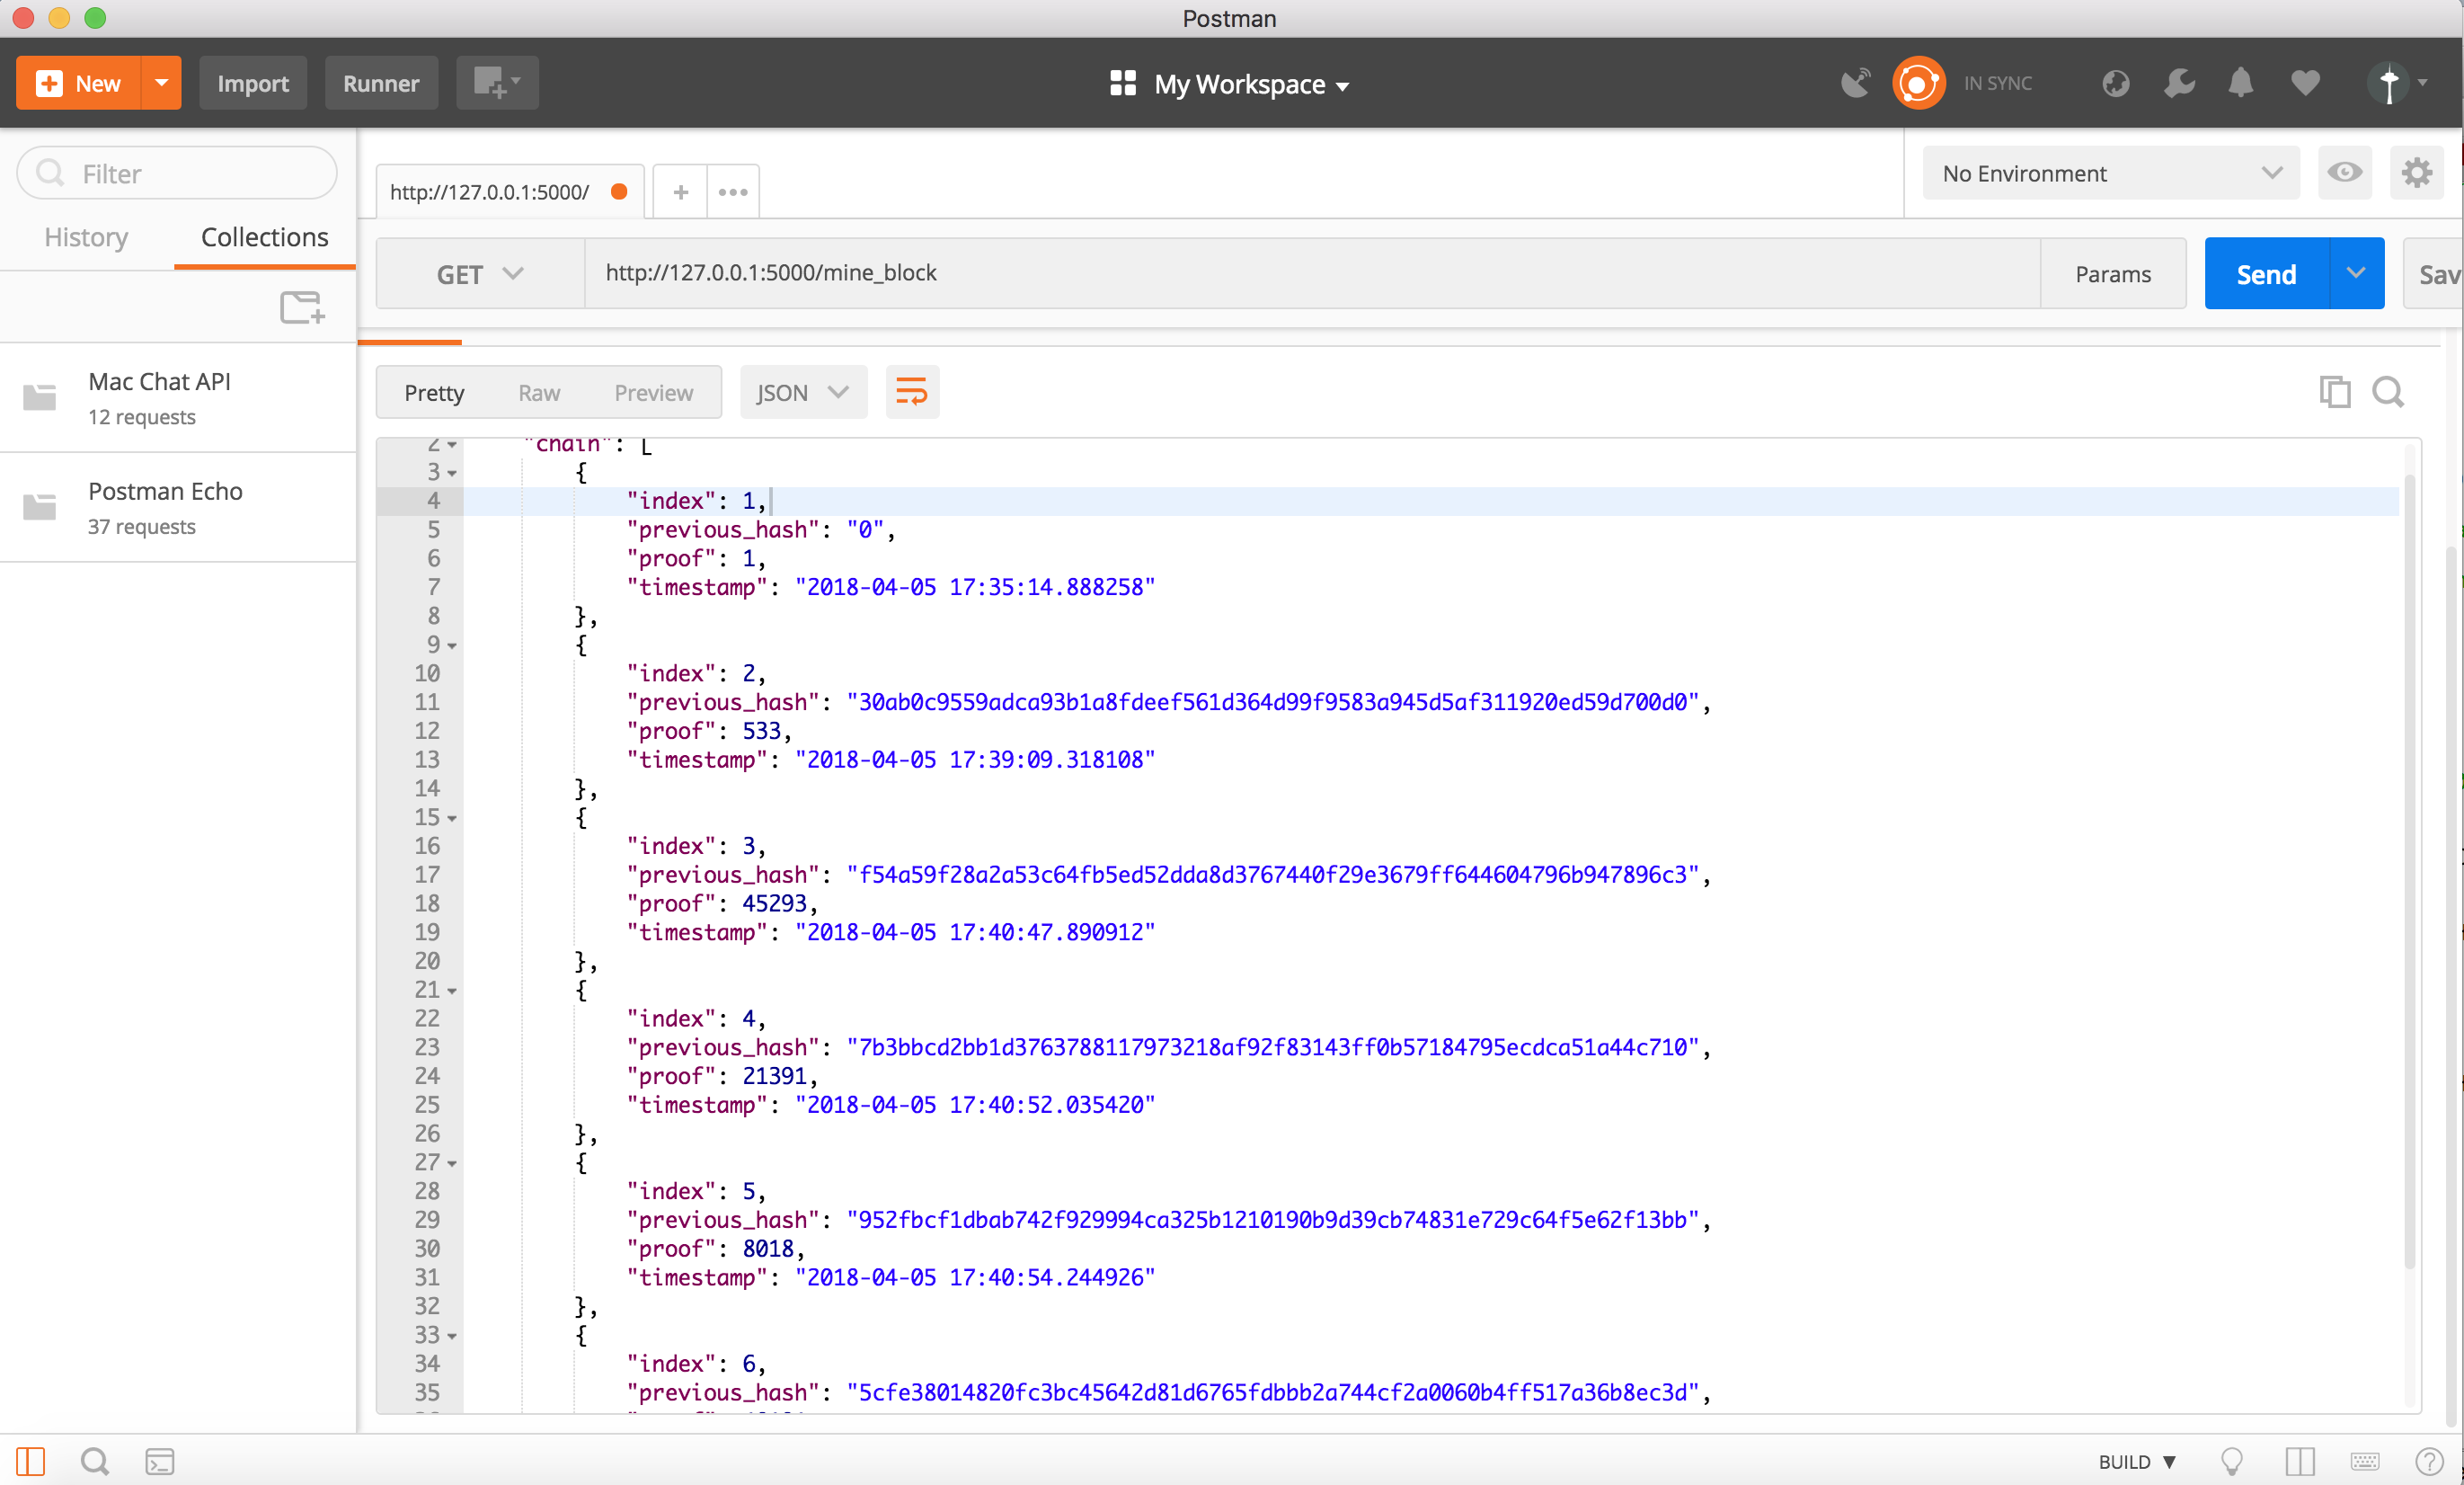 Postman
New
Import
Runner
My Workspace
IN SYNC
Filter
History
Collections
Mac Chat API
12 requests
Postman Echo
37 requests
http://127.0.0.1:5000/
No Environment
GET
http://127.0.0.1:5000/mine_block
Params
Send
Sav
Pretty
Raw
Preview
JSON
2 "chain": [
3 {
4 "index": 1,
5 "previous_hash": "0",
6 "proof": 1,
7 "timestamp": "2018-04-05 17:35:14.888258"
8 },
9 {
10 "index": 2,
11 "previous_hash": "30ab0c9559adca93b1a8fdeef561d364d99f9583a945d5af311920ed59d700d0",
12 "proof": 533,
13 "timestamp": "2018-04-05 17:39:09.318108"
14 },
15 {
16 "index": 3,
17 "previous_hash": "f54a59f28a2a53c64fb5ed52dda8d3767440f29e3679ff644604796b947896c3",
18 "proof": 45293,
19 "timestamp": "2018-04-05 17:40:47.890912"
20 },
21 {
22 "index": 4,
23 "previous_hash": "7b3bbcd2bb1d3763788117973218af92f83143ff0b57184795ecdca51a44c710",
24 "proof": 21391,
25 "timestamp": "2018-04-05 17:40:52.035420"
26 },
27 {
28 "index": 5,
29 "previous_hash": "952fbcf1dbab742f929994ca325b1210190b9d39cb74831e729c64f5e62f13bb",
30 "proof": 8018,
31 "timestamp": "2018-04-05 17:40:54.244926"
32 },
33 {
34 "index": 6,
35 "previous_hash": "5cfe38014820fc3bc45642d81d6765fdbbb2a744cf2a0060b4ff517a36b8ec3d",
BUILD